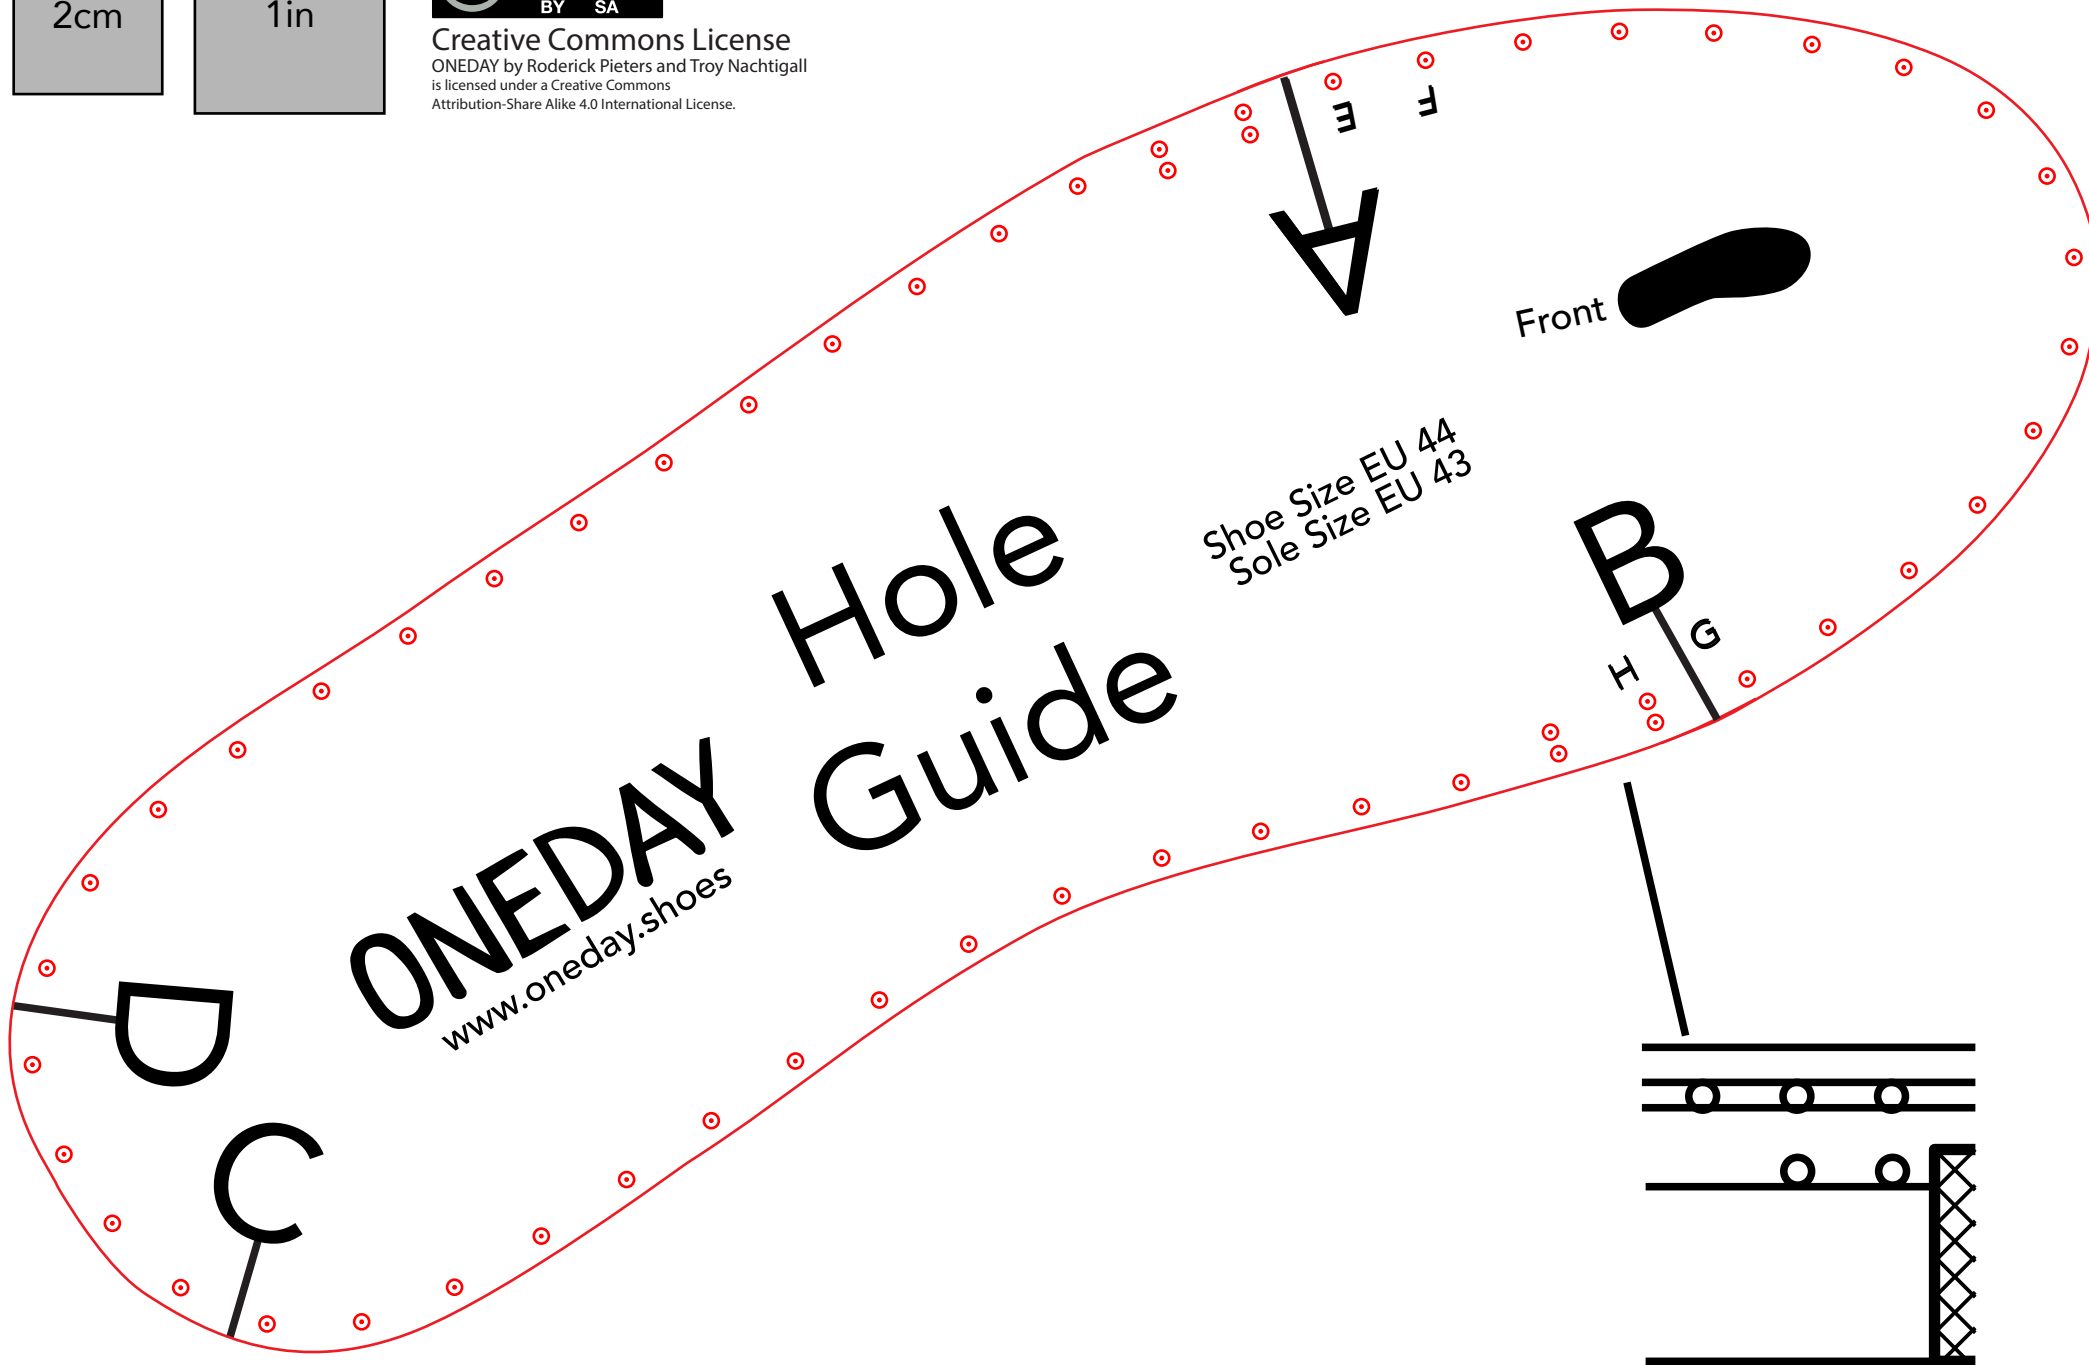 2cm
1in
BY SA
Creative Commons License
ONEDAY by Roderick Pieters and Troy Nachtigall
is licensed under a Creative Commons
Attribution-Share Alike 4.0 International License.
E
F
A
Front
Shoe Size EU 44
Sole Size EU 43
B
G
H
Hole
Guide
ONEDAY
www.oneday.shoes
D
C